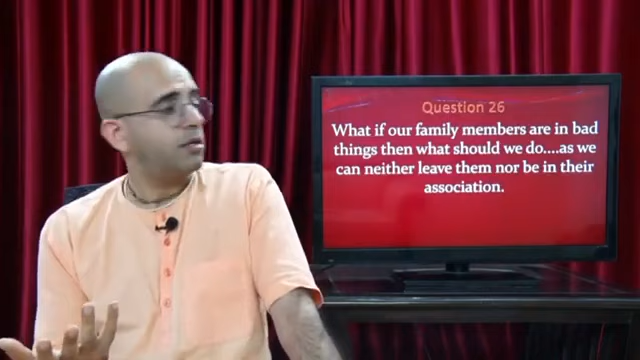 Question 26
What if our family members are in bad
things then what should we do....as we
can neither leave them nor be in their
association.